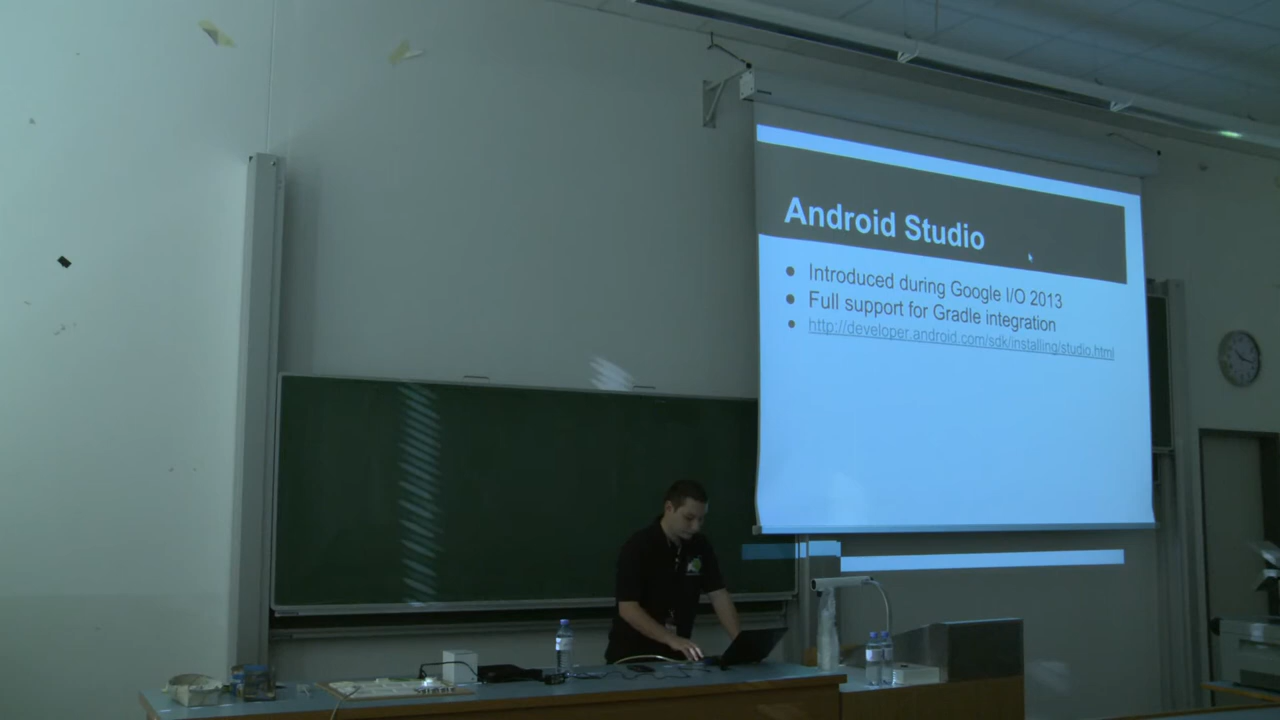 Android Studio
Introduced during Google I/O 2013
Full support for Gradle integration
http://developer.android.com/sdk/installing/studio.html